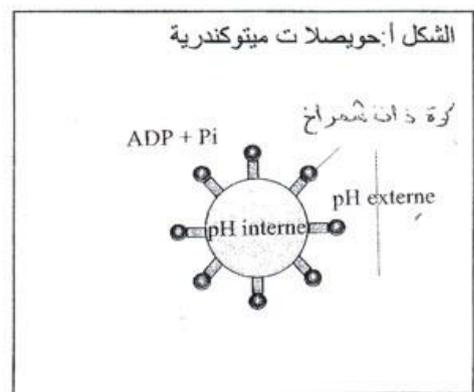 الشكل أ: حويصلات ميتوكندرية
كرة ذات شمراخ
ADP + Pi
pH externe
pH interne